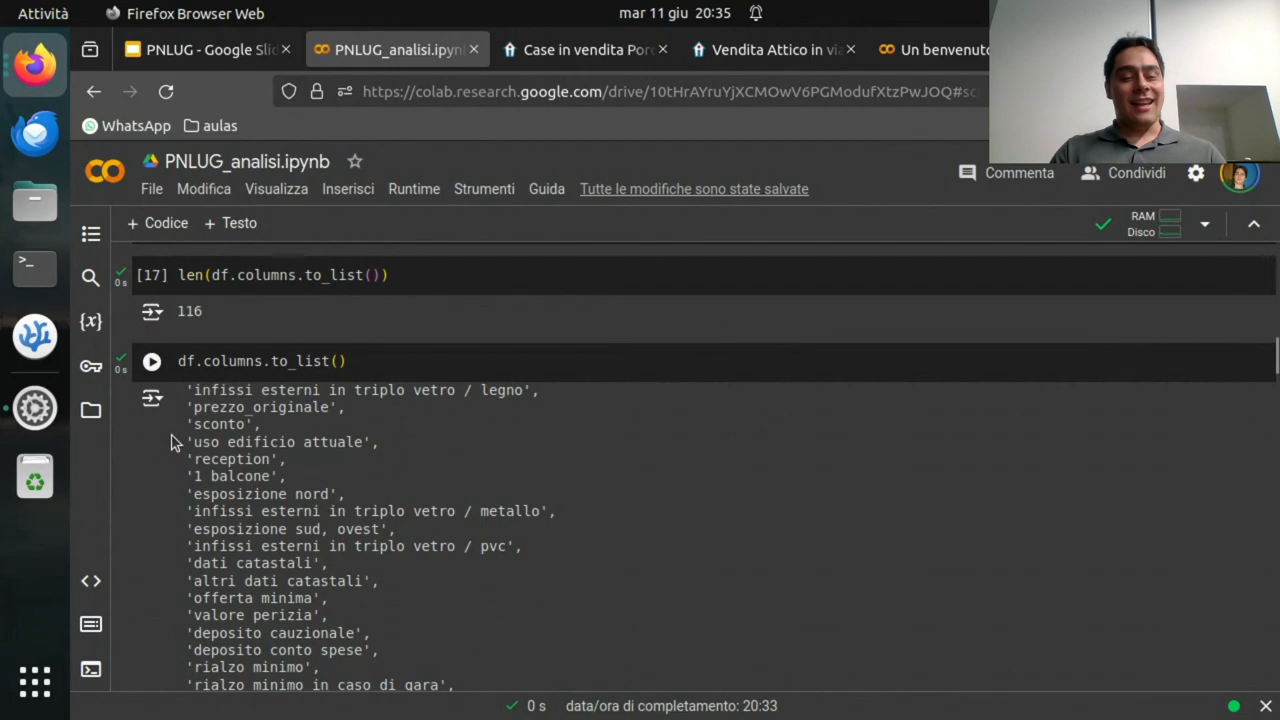 Attività
Firefox Browser Web
mar 11 giu 20:35
PNLUG - Google Slid
PNLUG_analisi.ipyn
Case in vendita Porc
Vendita Attico in via
Un benvenuto
https://colab.research.google.com/drive/10tHrAYruYjXCMOwV6PGModufXtzPwJOQ#sc
WhatsApp
aulas
PNLUG_analisi.ipynb
File Modifica Visualizza Inserisci Runtime Strumenti Guida Tutte le modifiche sono state salvate
Commenta
Condividi
+ Codice + Testo
RAM
Disco
[17] len(df.columns.to_list())
0 s
116
df.columns.to_list()
0 s
'infissi esterni in triplo vetro / legno',
'prezzo_originale',
'sconto',
'uso edificio attuale',
'reception',
'1 balcone',
'esposizione nord',
'infissi esterni in triplo vetro / metallo',
'esposizione sud, ovest',
'infissi esterni in triplo vetro / pvc',
'dati catastali',
'altri dati catastali',
'offerta minima',
'valore perizia',
'deposito cauzionale',
'deposito conto spese',
'rialzo minimo',
'rialzo minimo in caso di gara',
0 s data/ora di completamento: 20:33